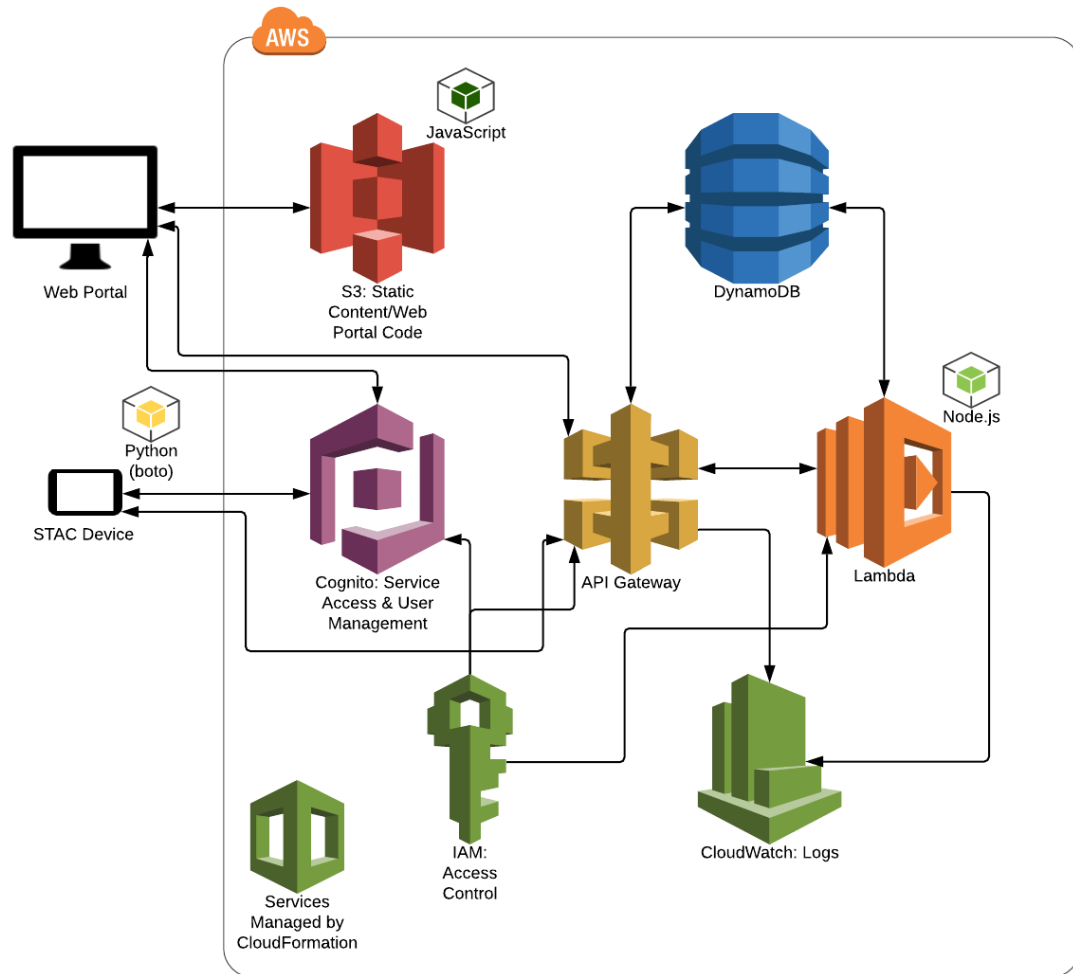 AWS
JavaScript
Web Portal
S3: Static
Content/Web
Portal Code
DynamoDB
Node.js
Python
(boto)
STAC Device
Cognito: Service
Access & User
Management
API Gateway
Lambda
IAM:
Access
Control
CloudWatch: Logs
Services
Managed by
CloudFormation